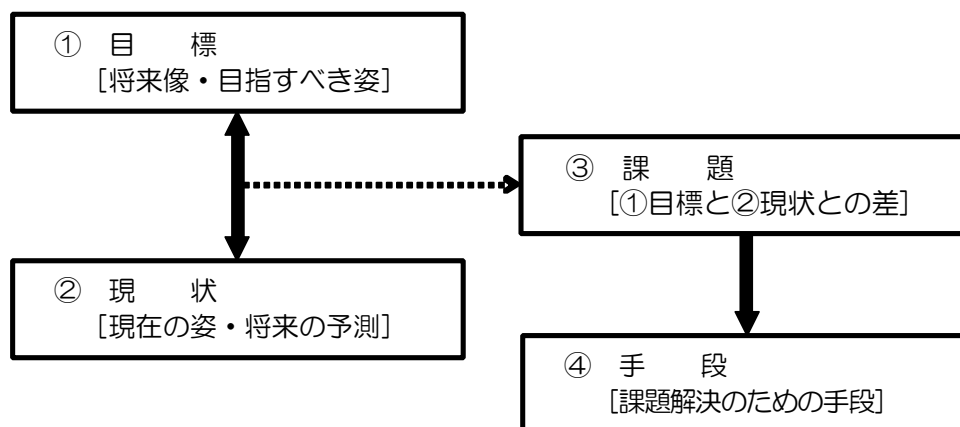 ① 目　　標
［将来像・目指すべき姿］
③ 課　　題
［①目標と②現状との差］
② 現　　状
［現在の姿・将来の予測］
④ 手　　段
［課題解決のための手段］